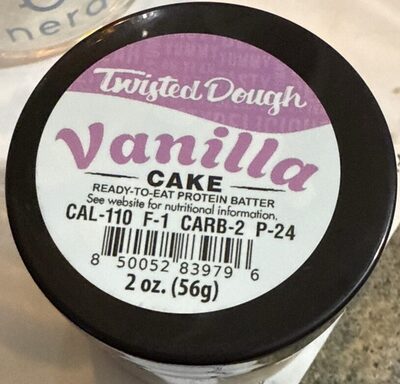 nerd
Twisted Dough
Vanilla
CAKE
READY-TO-EAT PROTEIN BATTER
See website for nutritional information.
CAL-110 F-1 CARB-2 P-24
8 50052 83979 6
2 oz. (56g)